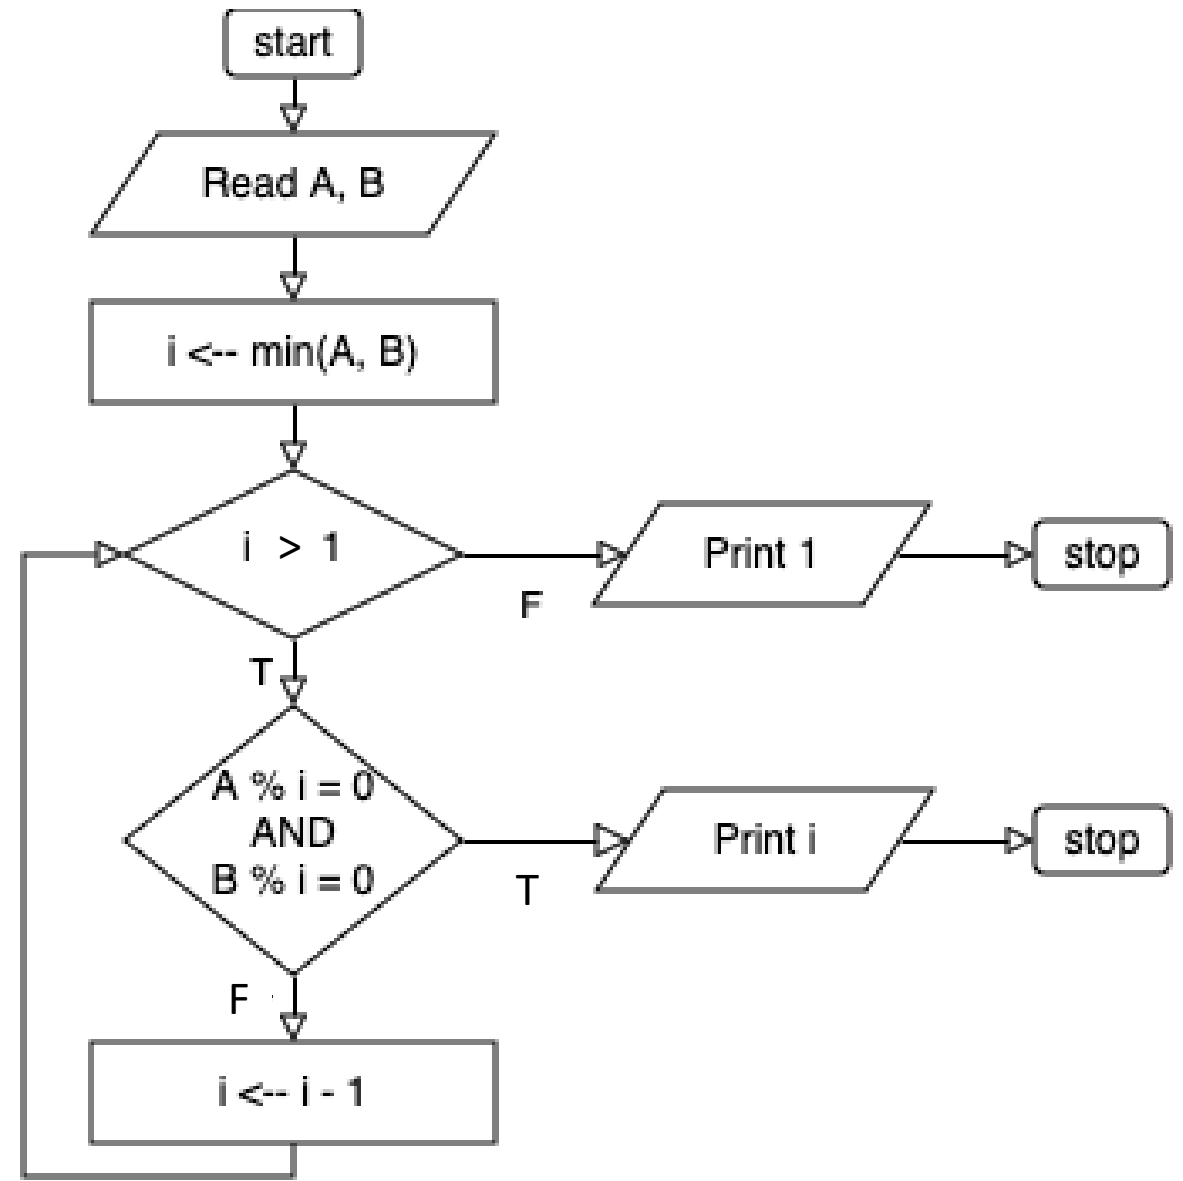 start
Read A, B
i <-- min(A, B)
i > 1
F
Print 1
stop
T
A % i = 0
AND
B % i = 0
T
Print i
stop
F
i <-- i - 1